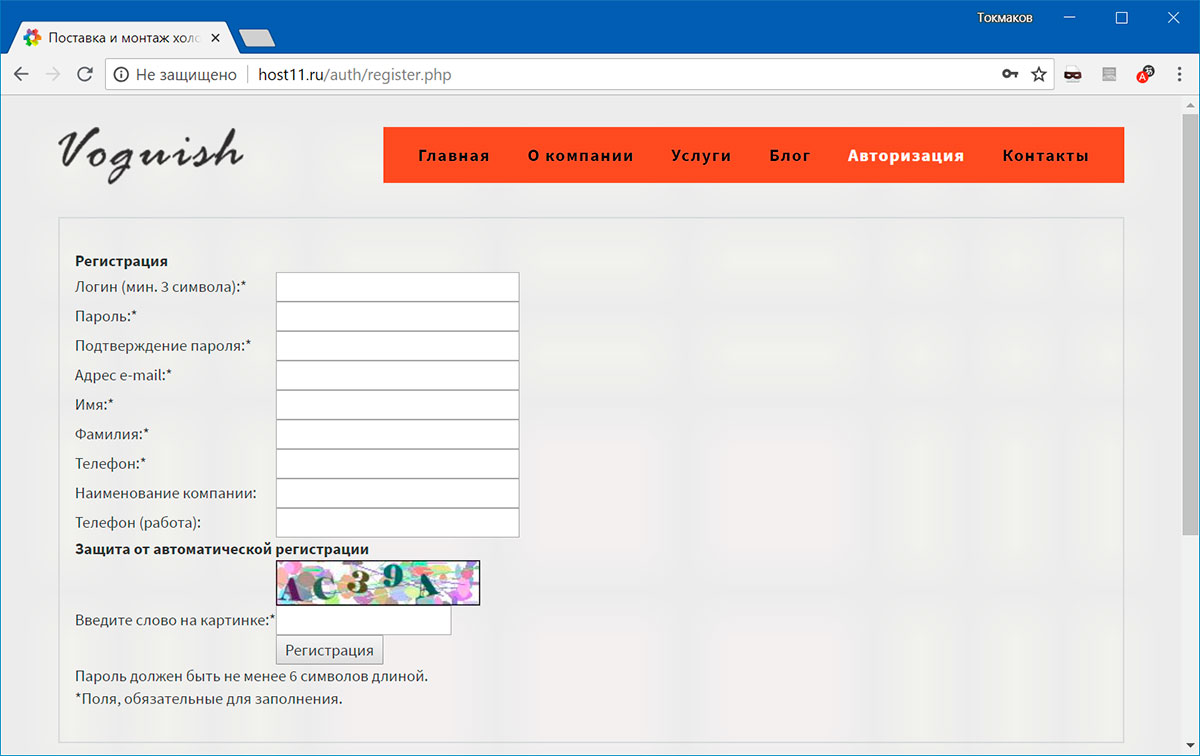 Токмаков
Поставка и монтаж холо
Не защищено host11.ru/auth/register.php
Voguish
Главная О компании Услуги Блог Авторизация Контакты
Регистрация
Логин (мин. 3 символа):*
Пароль:*
Подтверждение пароля:*
Адрес e-mail:*
Имя:*
Фамилия:*
Телефон:*
Наименование компании:
Телефон (работа):
Защита от автоматической регистрации
Введите слово на картинке:*
Регистрация
Пароль должен быть не менее 6 символов длиной.
*Поля, обязательные для заполнения.